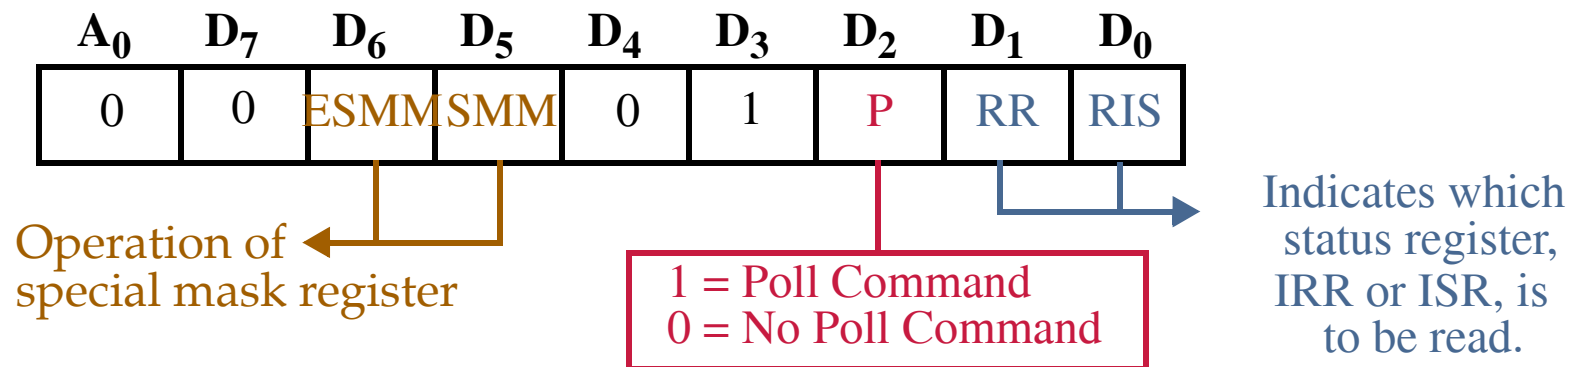 A0 D7 D6 D5 D4 D3 D2 D1 D0
0 0 ESMM SMM 0 1 P RR RIS
Operation of
special mask register
1 = Poll Command
0 = No Poll Command
Indicates which
status register,
IRR or ISR, is
to be read.